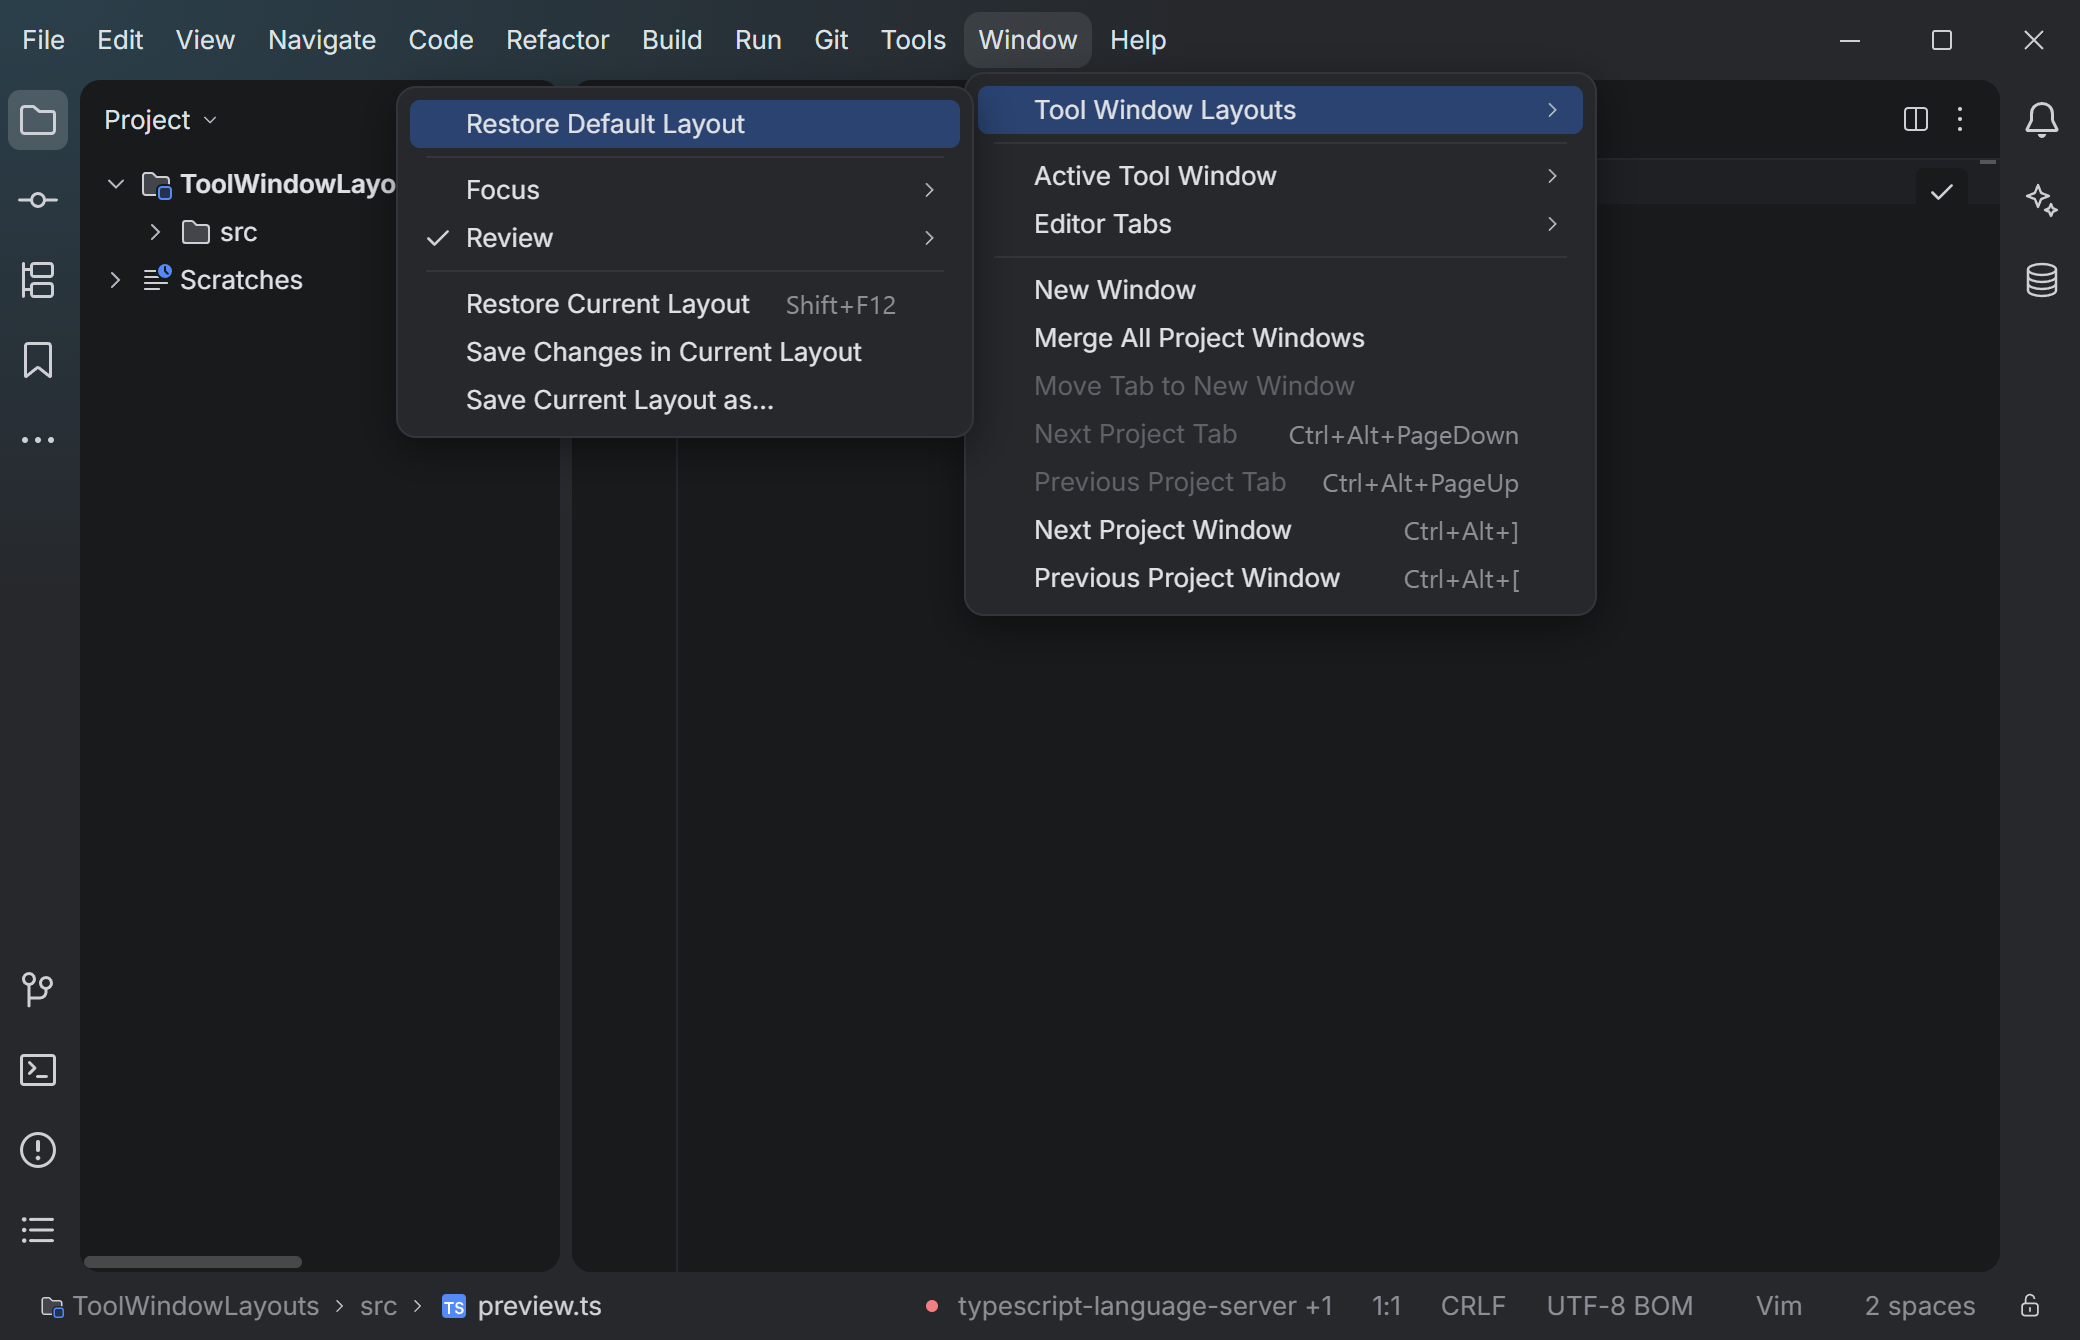 File Edit View Navigate Code Refactor Build Run Git Tools Window Help
Project
ToolWindowLayo
src
Scratches
Restore Default Layout
Focus
Review
Restore Current Layout Shift+F12
Save Changes in Current Layout
Save Current Layout as...
Tool Window Layouts
Active Tool Window
Editor Tabs
New Window
Merge All Project Windows
Move Tab to New Window
Next Project Tab Ctrl+Alt+PageDown
Previous Project Tab Ctrl+Alt+PageUp
Next Project Window Ctrl+Alt+]
Previous Project Window Ctrl+Alt+[
ToolWindowLayouts › src › TS preview.ts typescript-language-server +1 1:1 CRLF UTF-8 BOM Vim 2 spaces